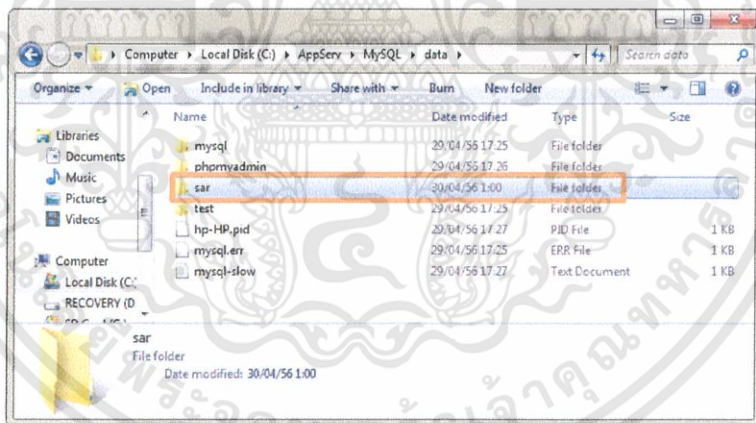 Computer ▸ Local Disk (C:) ▸ AppServ ▸ MySQL ▸ data ▸
Search data
Organize Open Include in library Share with Burn New folder
Name Date modified Type Size
Libraries
Documents
Music
Pictures
Videos
Computer
Local Disk (C:
RECOVERY (D
mysql 29/04/56 17:25 File folder
phpmyadmin 29/04/56 17:26 File folder
sar 30/04/56 1:00 File folder
test 29/04/56 17:25 File folder
hp-HP.pid 29/04/56 17:27 PID File 1 KB
mysql.err 29/04/56 17:25 ERR File 1 KB
mysql-slow 29/04/56 17:27 Text Document 1 KB
sar
File folder
Date modified: 30/04/56 1:00